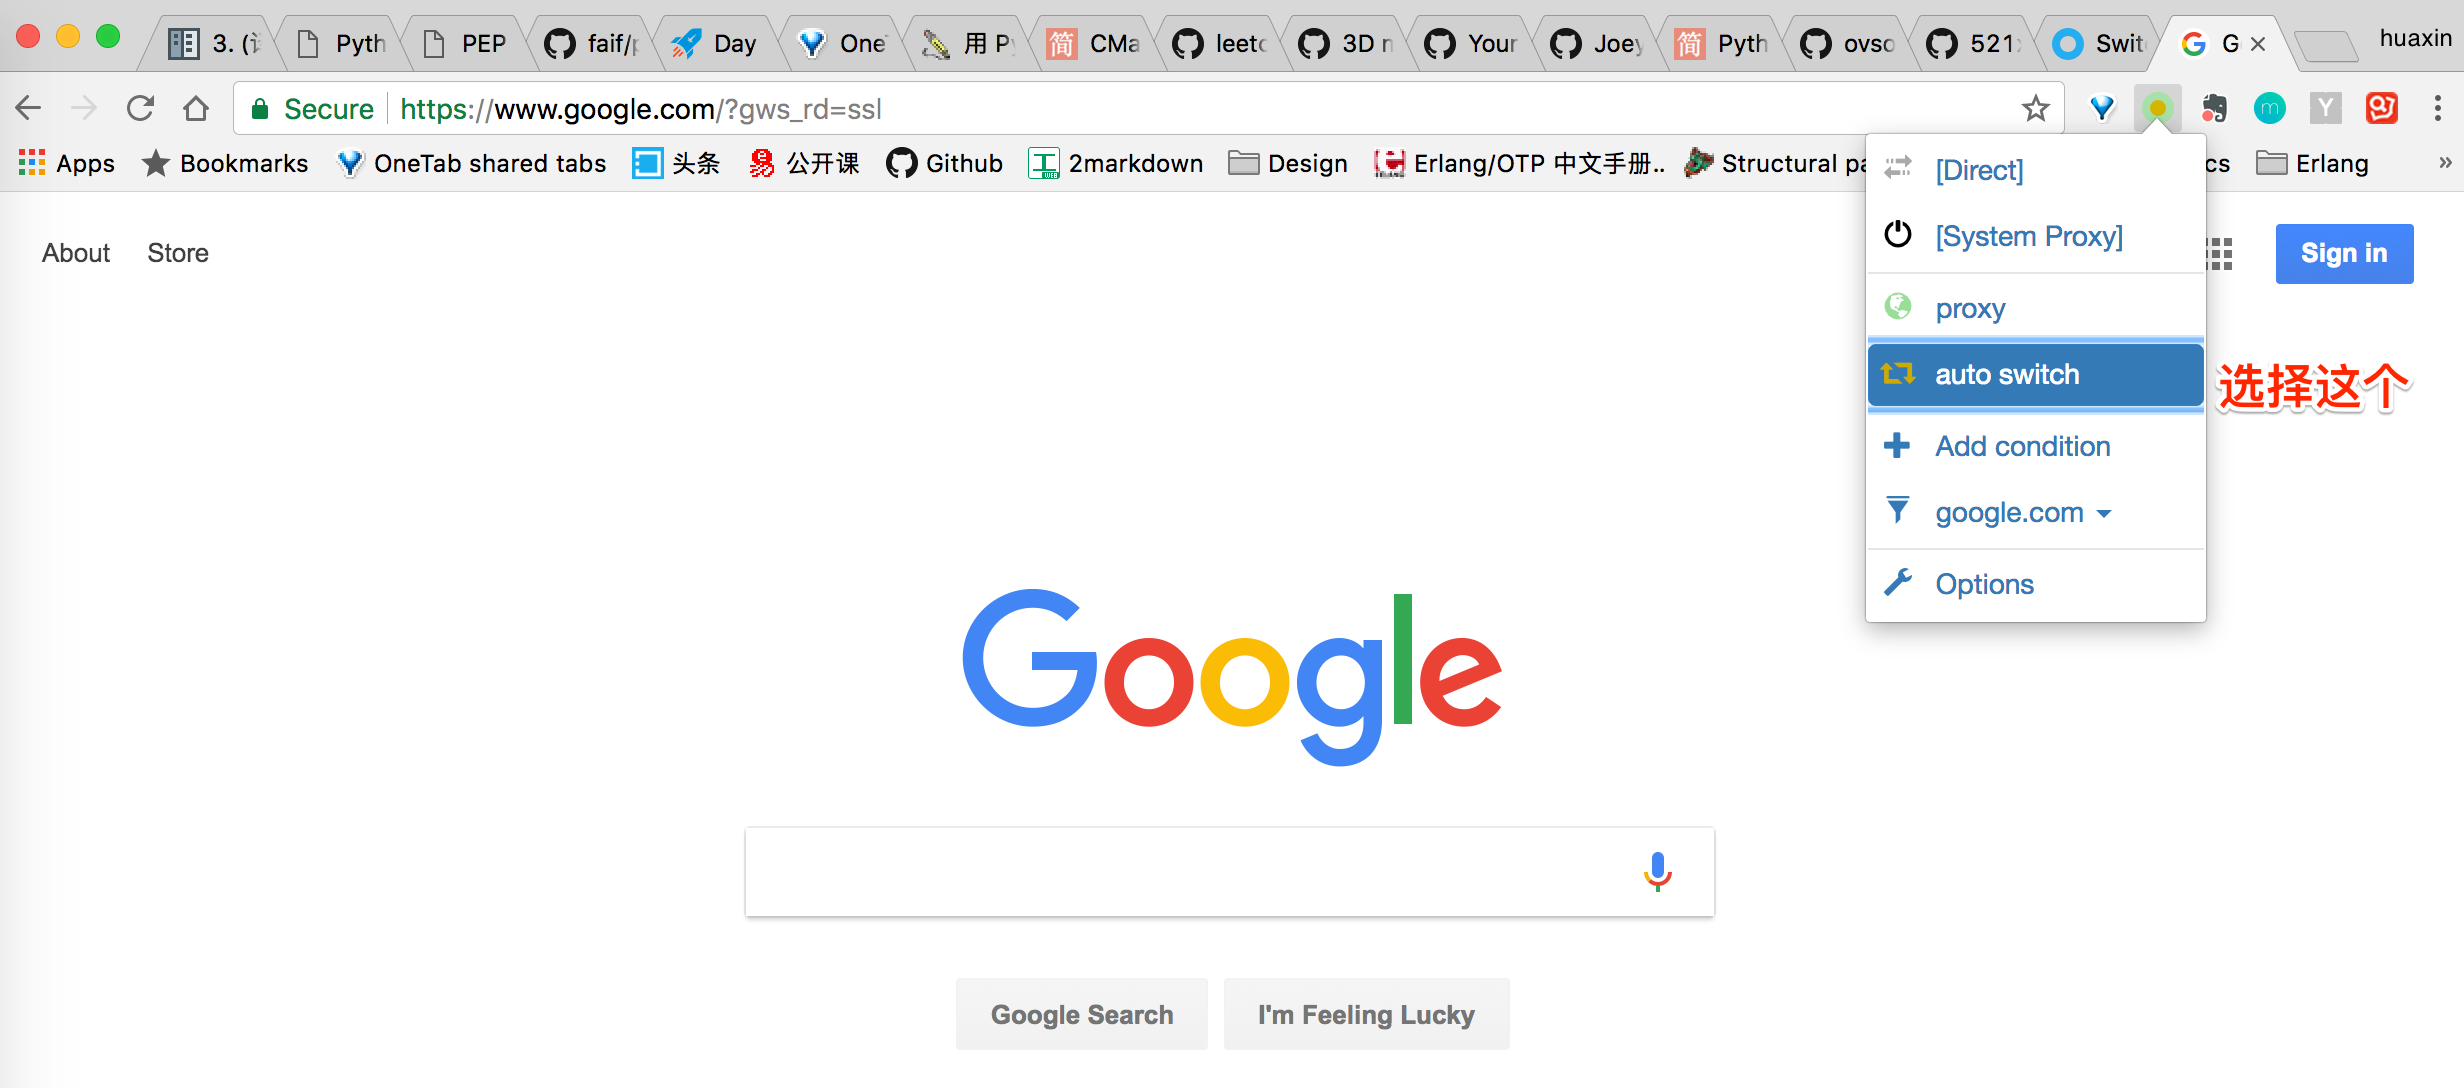 3. (
Pyth
PEP
faif/
Day
One
用 P
CMa
leetc
3D n
Your
Joey
Pyth
ovsc
521
Swit
G
huaxin
Secure
https://www.google.com/?gws_rd=ssl
Apps
Bookmarks
OneTab shared tabs
头条
公开课
Github
2markdown
Design
Erlang/OTP 中文手册..
Structural pa
cs
Erlang
»
About
Store
Sign in
[Direct]
[System Proxy]
proxy
auto switch
选择这个
Add condition
google.com
Options
Google
Google Search
I'm Feeling Lucky